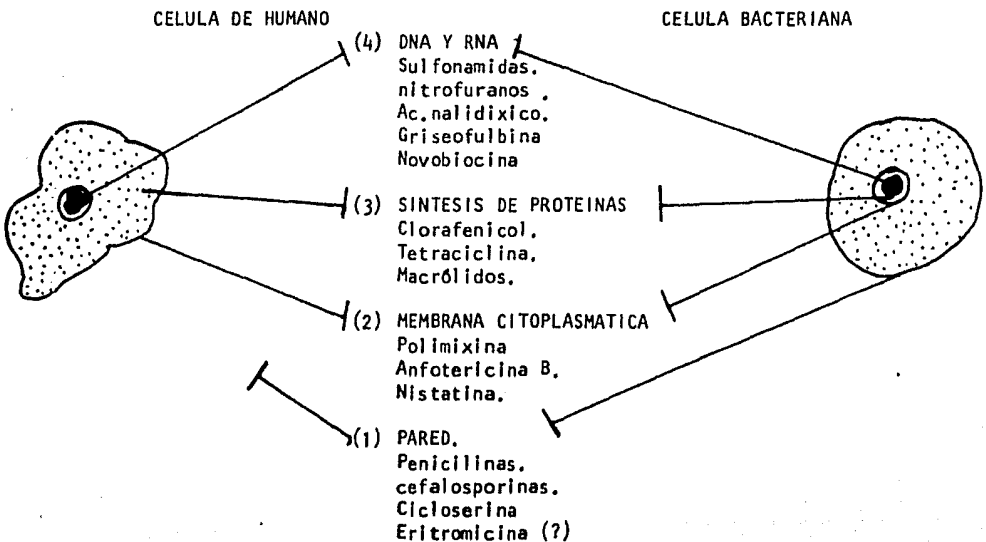 CELULA DE HUMANO
CELULA BACTERIANA
(4) DNA Y RNA
Sulfonamidas.
nitrofuranos .
Ac.nalidixico.
Griseofulbina
Novobiocina
(3) SINTESIS DE PROTEINAS
Clorafenicol.
Tetraciclina.
Macrólidos.
(2) MEMBRANA CITOPLASMATICA
Polimixina
Anfotericina B.
Nistatina.
(1) PARED.
Penicilinas.
cefalosporinas.
Cicloserina
Eritromicina (?)